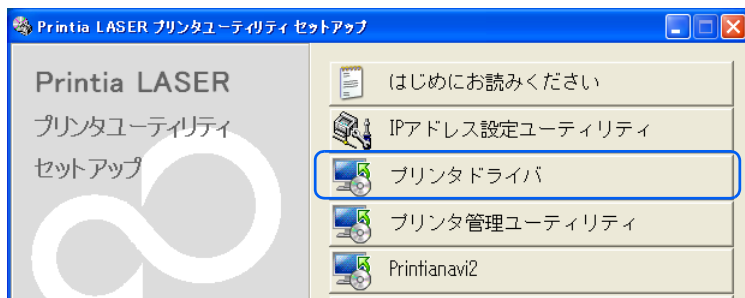 Printia LASER プリンタユーティリティ セットアップ
Printia LASER
プリンタユーティリティ
セットアップ
はじめにお読みください
IPアドレス設定ユーティリティ
プリンタドライバ
プリンタ管理ユーティリティ
Printianavi2